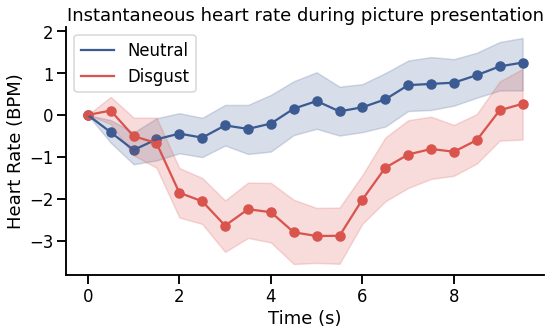 Instantaneous heart rate during picture presentation
Neutral
Disgust
Heart Rate (BPM)
2
1
0
−1
−2
−3
0
2
4
6
8
Time (s)